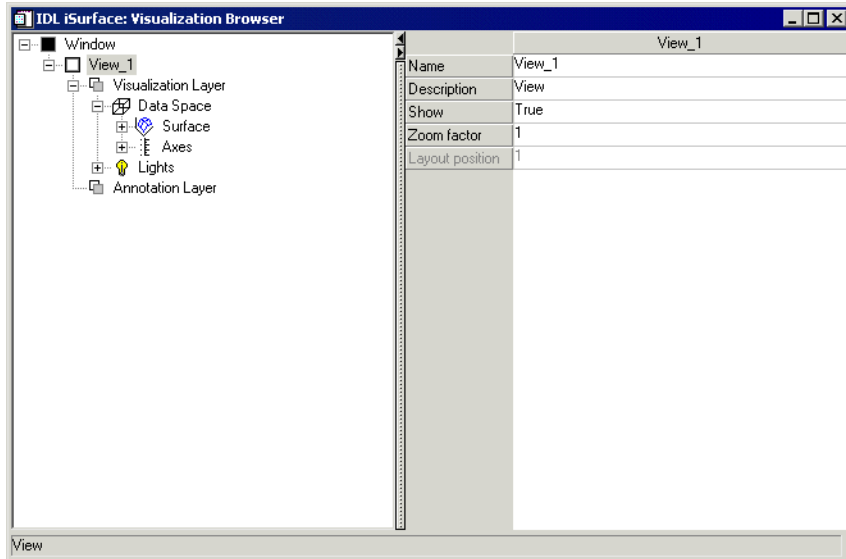 IDL iSurface: Visualization Browser
Window
View_1
Visualization Layer
Data Space
Surface
Axes
Lights
Annotation Layer
View_1
Name View_1
Description View
Show True
Zoom factor 1
Layout position 1
View